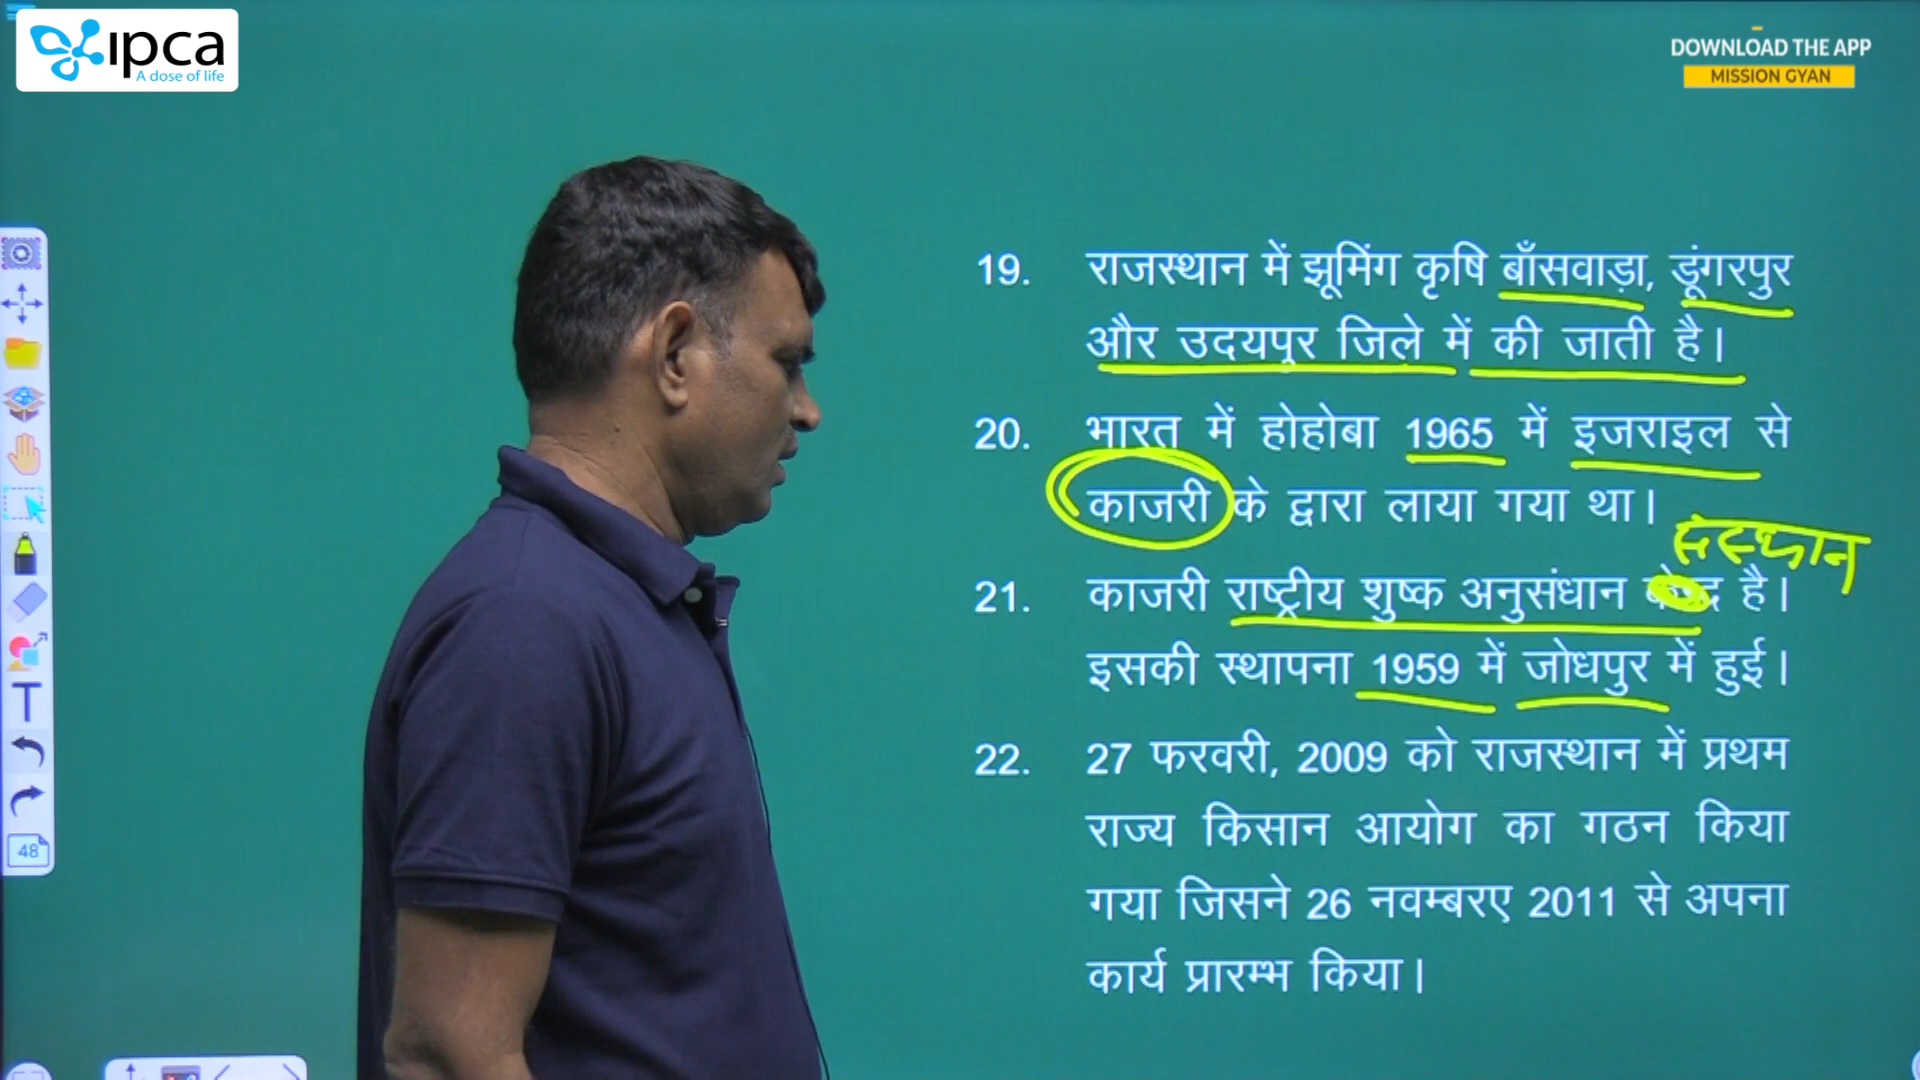 ipca
A dose of life
DOWNLOAD THE APP
MISSION GYAN
19. राजस्थान में झूमिंग कृषि बाँसवाड़ा, डूंगरपुर
और उदयपुर जिले में की जाती है।
20. भारत में होहोबा 1965 में इजराइल से
काजरी के द्वारा लाया गया था।
संस्थान
21. काजरी राष्ट्रीय शुष्क अनुसंधान केन्द्र है।
इसकी स्थापना 1959 में जोधपुर में हुई।
22. 27 फरवरी, 2009 को राजस्थान में प्रथम
राज्य किसान आयोग का गठन किया
गया जिसने 26 नवम्बरए 2011 से अपना
कार्य प्रारम्भ किया।
T
48